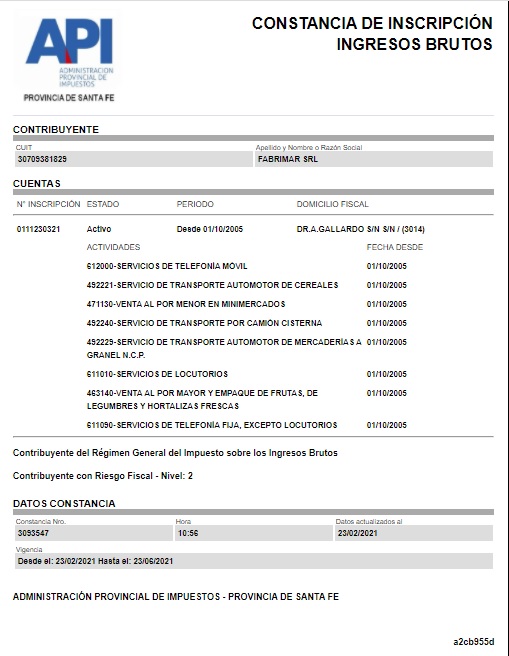 CONSTANCIA DE INSCRIPCIÓN
INGRESOS BRUTOS
API
ADMINISTRACION
PROVINCIAL DE
IMPUESTOS
PROVINCIA DE SANTA FE
CONTRIBUYENTE
CUIT Apellido y Nombre o Razón Social
30709381829 FABRIMAR SRL
CUENTAS
N° INSCRIPCIÓN ESTADO PERIODO DOMICILIO FISCAL
0111230321 Activo Desde 01/10/2005 DR.A.GALLARDO S/N S/N / (3014)
ACTIVIDADES FECHA DESDE
612000-SERVICIOS DE TELEFONÍA MÓVIL 01/10/2005
492221-SERVICIO DE TRANSPORTE AUTOMOTOR DE CEREALES 01/10/2005
471130-VENTA AL POR MENOR EN MINIMERCADOS 01/10/2005
492240-SERVICIO DE TRANSPORTE POR CAMIÓN CISTERNA 01/10/2005
492229-SERVICIO DE TRANSPORTE AUTOMOTOR DE MERCADERÍAS A 01/10/2005
GRANEL N.C.P.
611010-SERVICIOS DE LOCUTORIOS 01/10/2005
463140-VENTA AL POR MAYOR Y EMPAQUE DE FRUTAS, DE 01/10/2005
LEGUMBRES Y HORTALIZAS FRESCAS
611090-SERVICIOS DE TELEFONÍA FIJA, EXCEPTO LOCUTORIOS 01/10/2005
Contribuyente del Régimen General del Impuesto sobre los Ingresos Brutos
Contribuyente con Riesgo Fiscal - Nivel: 2
DATOS CONSTANCIA
Constancia Nro. Hora Datos actualizados al
3093547 10:56 23/02/2021
Vigencia
Desde el: 23/02/2021 Hasta el: 23/06/2021
ADMINISTRACIÓN PROVINCIAL DE IMPUESTOS - PROVINCIA DE SANTA FE
a2cb955d